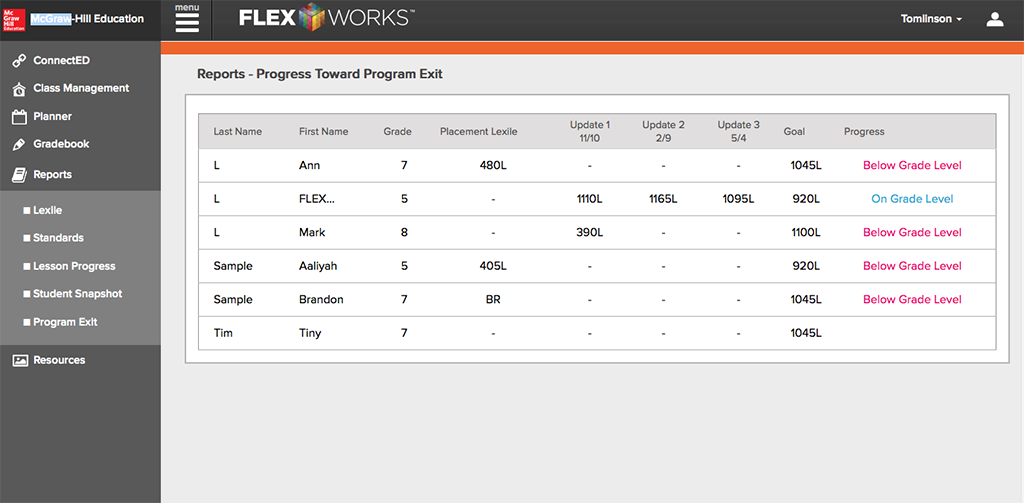 Mc
Graw
Hill
Education
McGraw-Hill Education
menu
FLEX WORKS™
Tomlinson
ConnectED
Class Management
Planner
Gradebook
Reports
Lexile
Standards
Lesson Progress
Student Snapshot
Program Exit
Resources
Reports - Progress Toward Program Exit
Last Name First Name Grade Placement Lexile Update 1 11/10 Update 2 2/9 Update 3 5/4 Goal Progress
L Ann 7 480L - - - 1045L Below Grade Level
L FLEX... 5 - 1110L 1165L 1095L 920L On Grade Level
L Mark 8 - 390L - - 1100L Below Grade Level
Sample Aaliyah 5 405L - - - 920L Below Grade Level
Sample Brandon 7 BR - - - 1045L Below Grade Level
Tim Tiny 7 - - - - 1045L